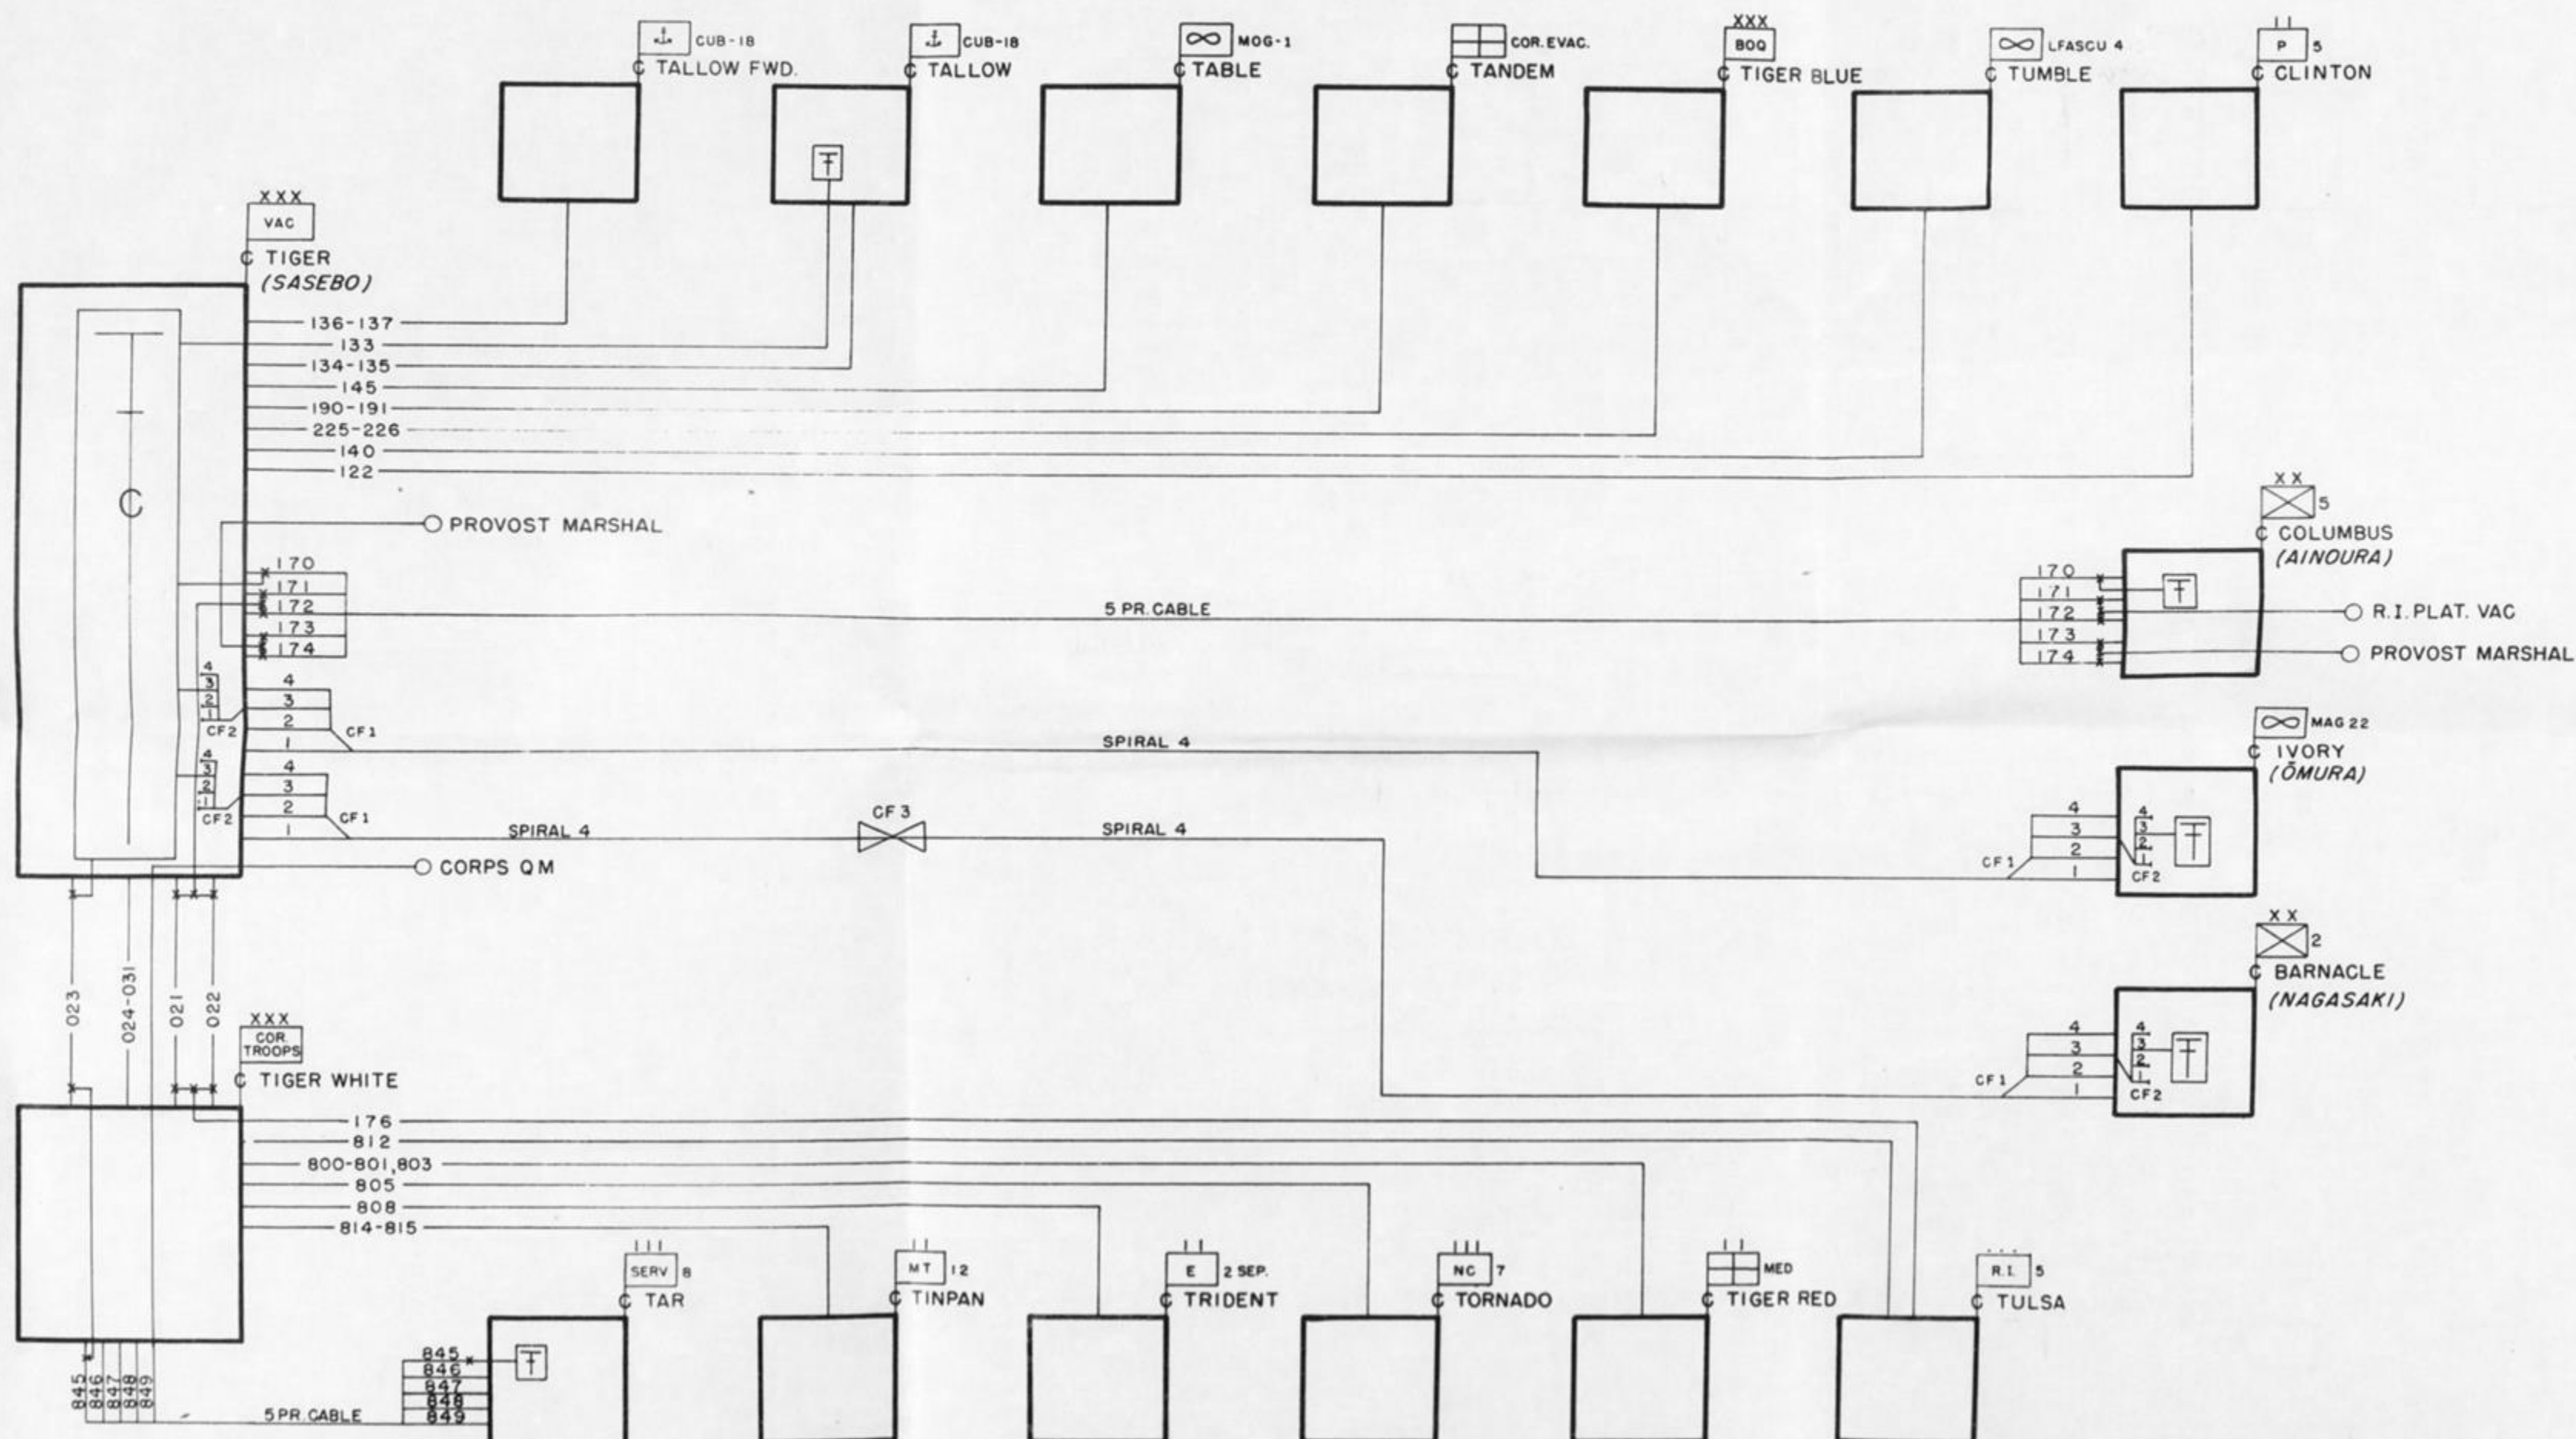 CUB-18
C TALLOW FWD.
CUB-18
C TALLOW
MOG-1
C TABLE
COR. EVAC.
C TANDEM
XXX
BOQ
C TIGER BLUE
LFASCU 4
C TUMBLE
P 5
C CLINTON
T
XXX
VAC
C TIGER
(SASEBO)
136-137
133
134-135
145
190-191
225-226
140
122
C
PROVOST MARSHAL
170
171
172
173
174
5 PR. CABLE
XX
5
C COLUMBUS
(AINOURA)
170
171
172
173
174
T
R.I. PLAT. VAC
PROVOST MARSHAL
4
3
2
1
CF2
4
3
2
1
CF1
SPIRAL 4
MAG 22
C IVORY
(ŌMURA)
4
3
2
1
CF1
4
3
2
1
CF2
T
4
3
2
1
CF2
4
3
2
1
CF1
SPIRAL 4
CF 3
SPIRAL 4
CORPS QM
XX
2
C BARNACLE
(NAGASAKI)
4
3
2
1
CF1
4
3
2
1
CF2
T
023
024-031
021
022
XXX
COR.
TROOPS
C TIGER WHITE
176
812
800-801,803
805
808
814-815
III
SERV 8
C TAR
II
MT 12
C TINPAN
II
E 2 SEP.
C TRIDENT
III
NC 7
C TORNADO
II
MED
C TIGER RED
...
R.I. 5
C TULSA
845
846
847
848
849
5 PR. CABLE
845
846
847
848
849
T